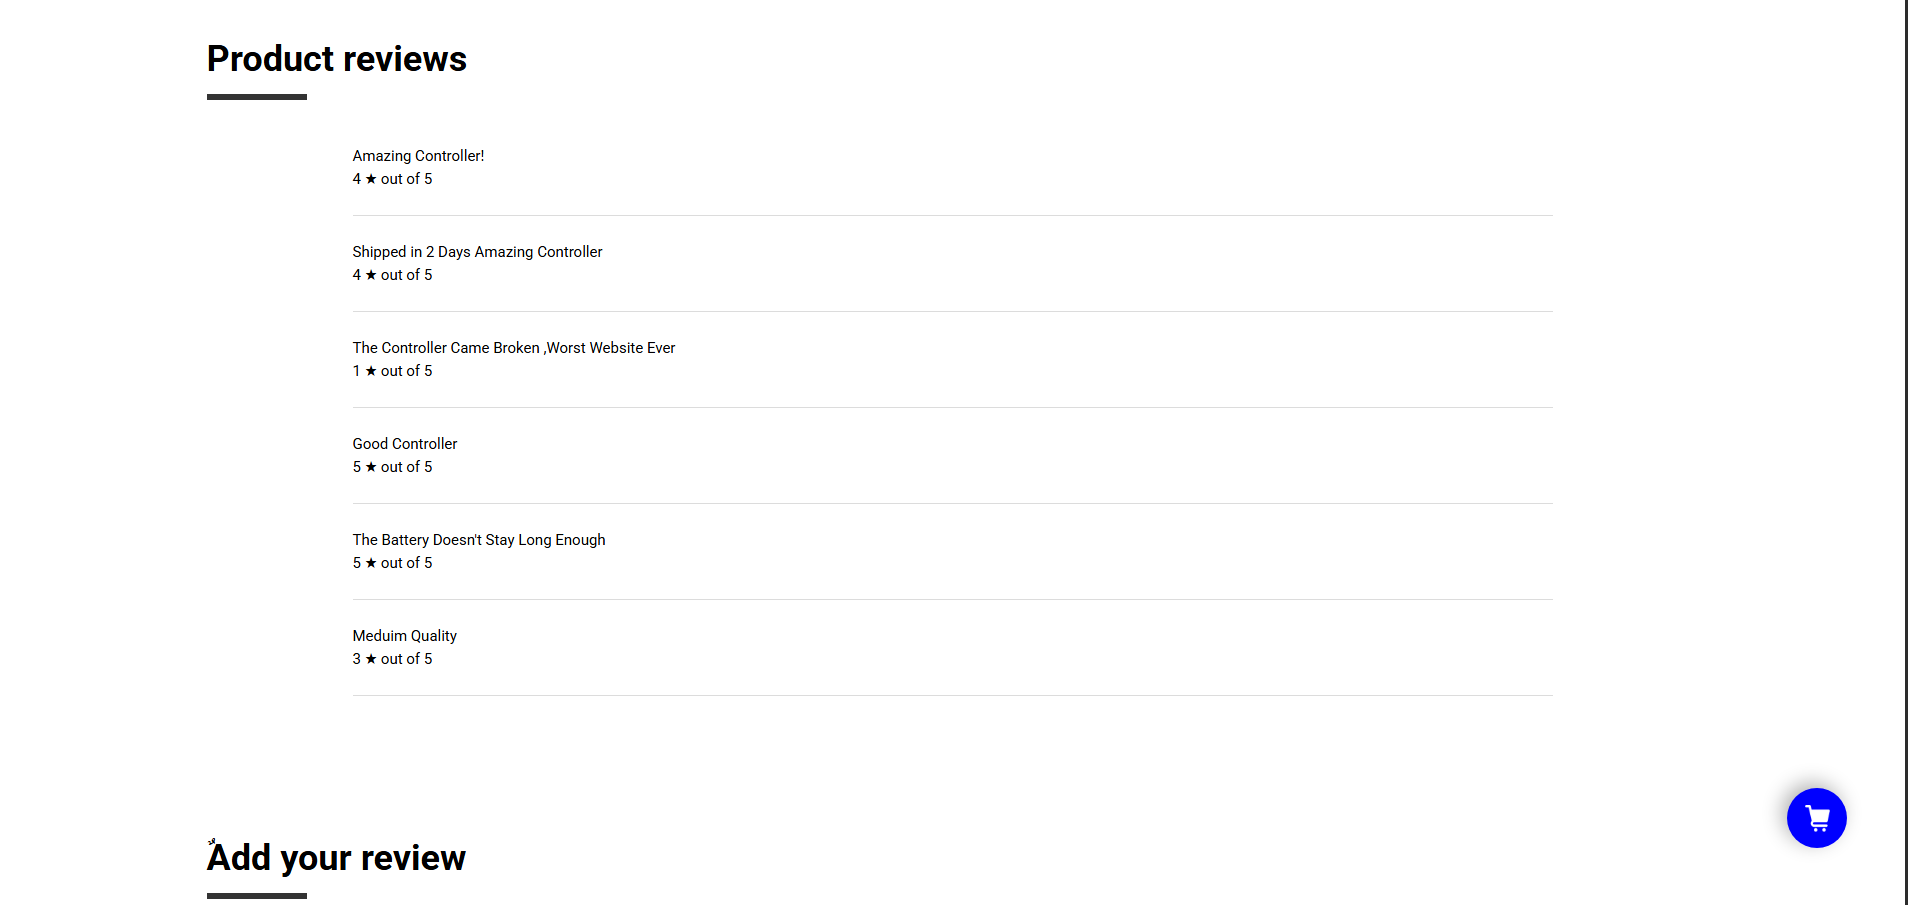 Product reviews
Amazing Controller!
4 ★ out of 5
Shipped in 2 Days Amazing Controller
4 ★ out of 5
The Controller Came Broken ,Worst Website Ever
1 ★ out of 5
Good Controller
5 ★ out of 5
The Battery Doesn't Stay Long Enough
5 ★ out of 5
Meduim Quality
3 ★ out of 5
Add your review